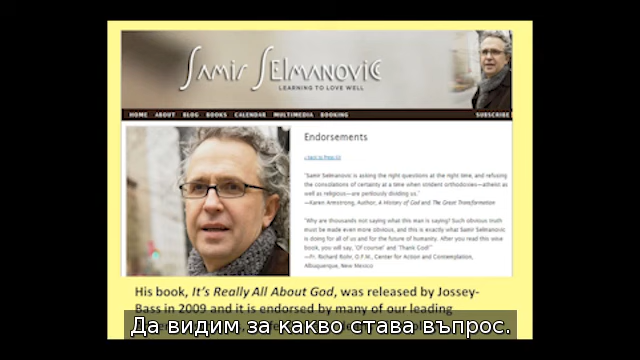 SAMIR SELMANOVIC
LEARNING TO LOVE WELL
HOME ABOUT BLOG BOOKS CALENDAR MULTIMEDIA BOOKING SUBSCRIBE
Endorsements
"Samir Selmanovic is asking the right questions at the right time, and refusing
the consolations of certainty at a time when strident orthodoxies—atheist as
well as religious—are perilously dividing us."
—Karen Armstrong, Author, A History of God and The Great Transformation
"Why are thousands not saying what this man is saying? Such obvious truth
must be made even more obvious, and this is exactly what Samir Selmanovic
is doing for all of us and for the future of humanity. After you read this wise
book, you will say, 'Of course!' and 'Thank God!'"
—Fr. Richard Rohr, O.F.M., Center for Action and Contemplation,
Albuquerque, New Mexico
His book, It's Really All About God, was released by Jossey-
Bass in 2009 and it is endorsed by many of our leading
Да видим за какво става въпрос.